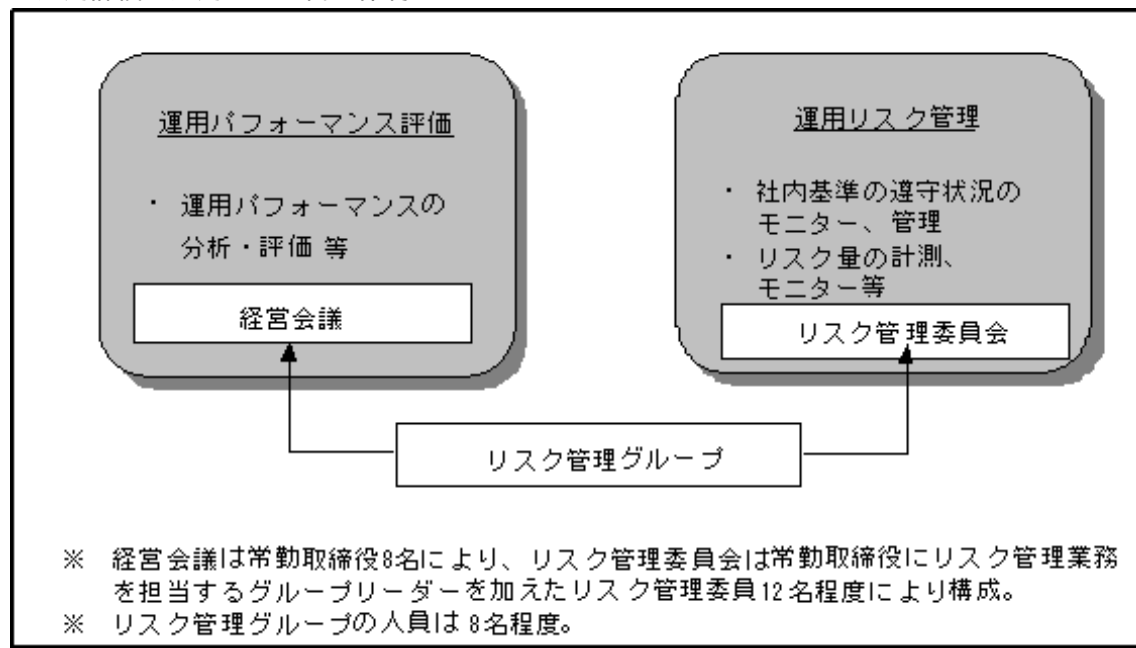 運用パフォーマンス評価
・ 運用パフォーマンスの
分析・評価 等
経営会議
運用リスク管理
・ 社内基準の遵守状況の
モニター、管理
・ リスク量の計測、
モニター等
リスク管理委員会
リスク管理グループ
※ 経営会議は常勤取締役8名により、リスク管理委員会は常勤取締役にリスク管理業務
を担当するグループリーダーを加えたリスク管理委員12名程度により構成。
※ リスク管理グループの人員は8名程度。